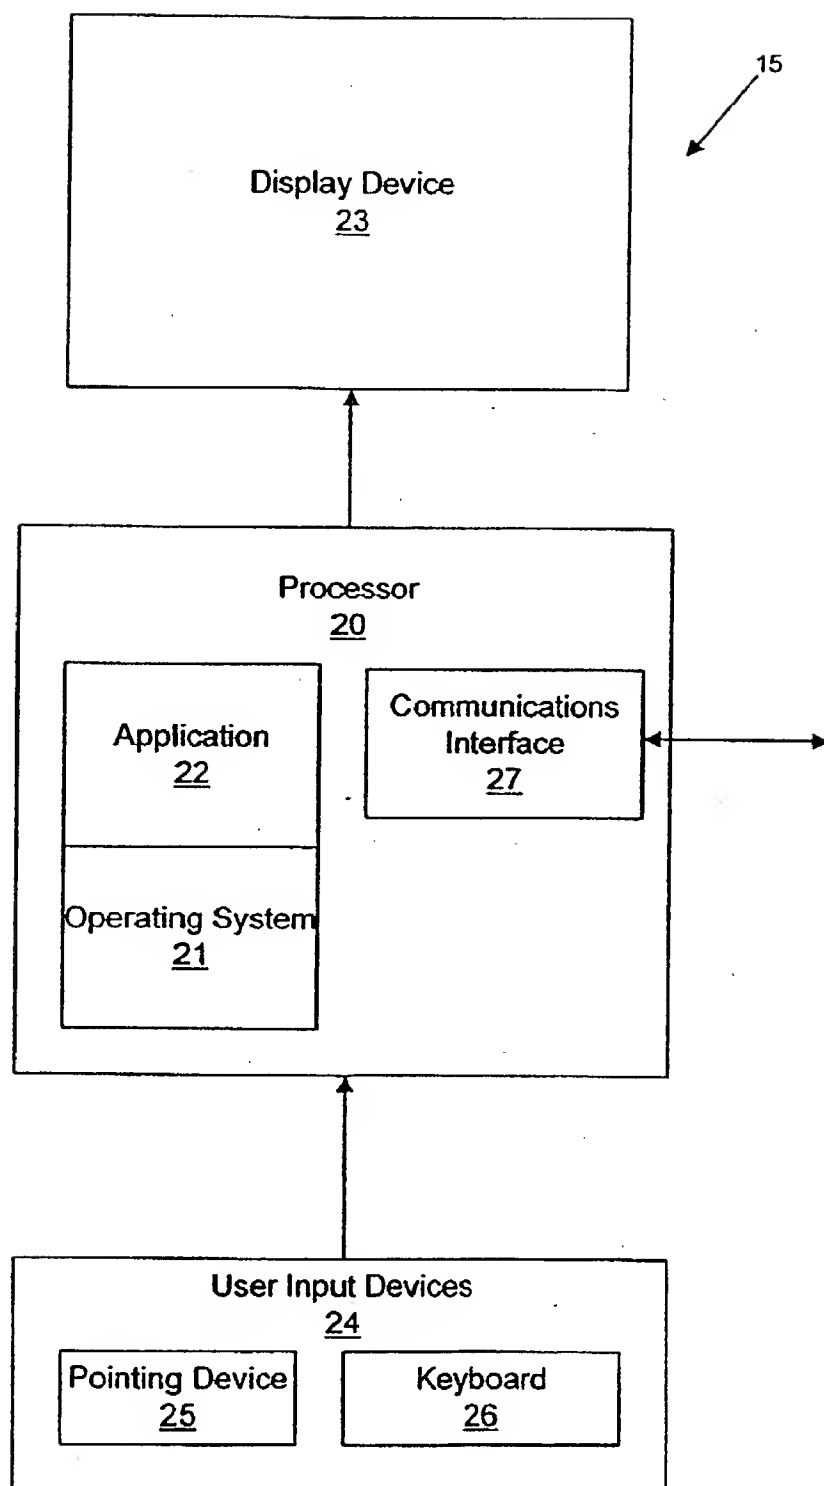 15
Display Device
23
Processor
20
Application
22
Communications
Interface
27
Operating System
21
User Input Devices
24
Pointing Device
25
Keyboard
26